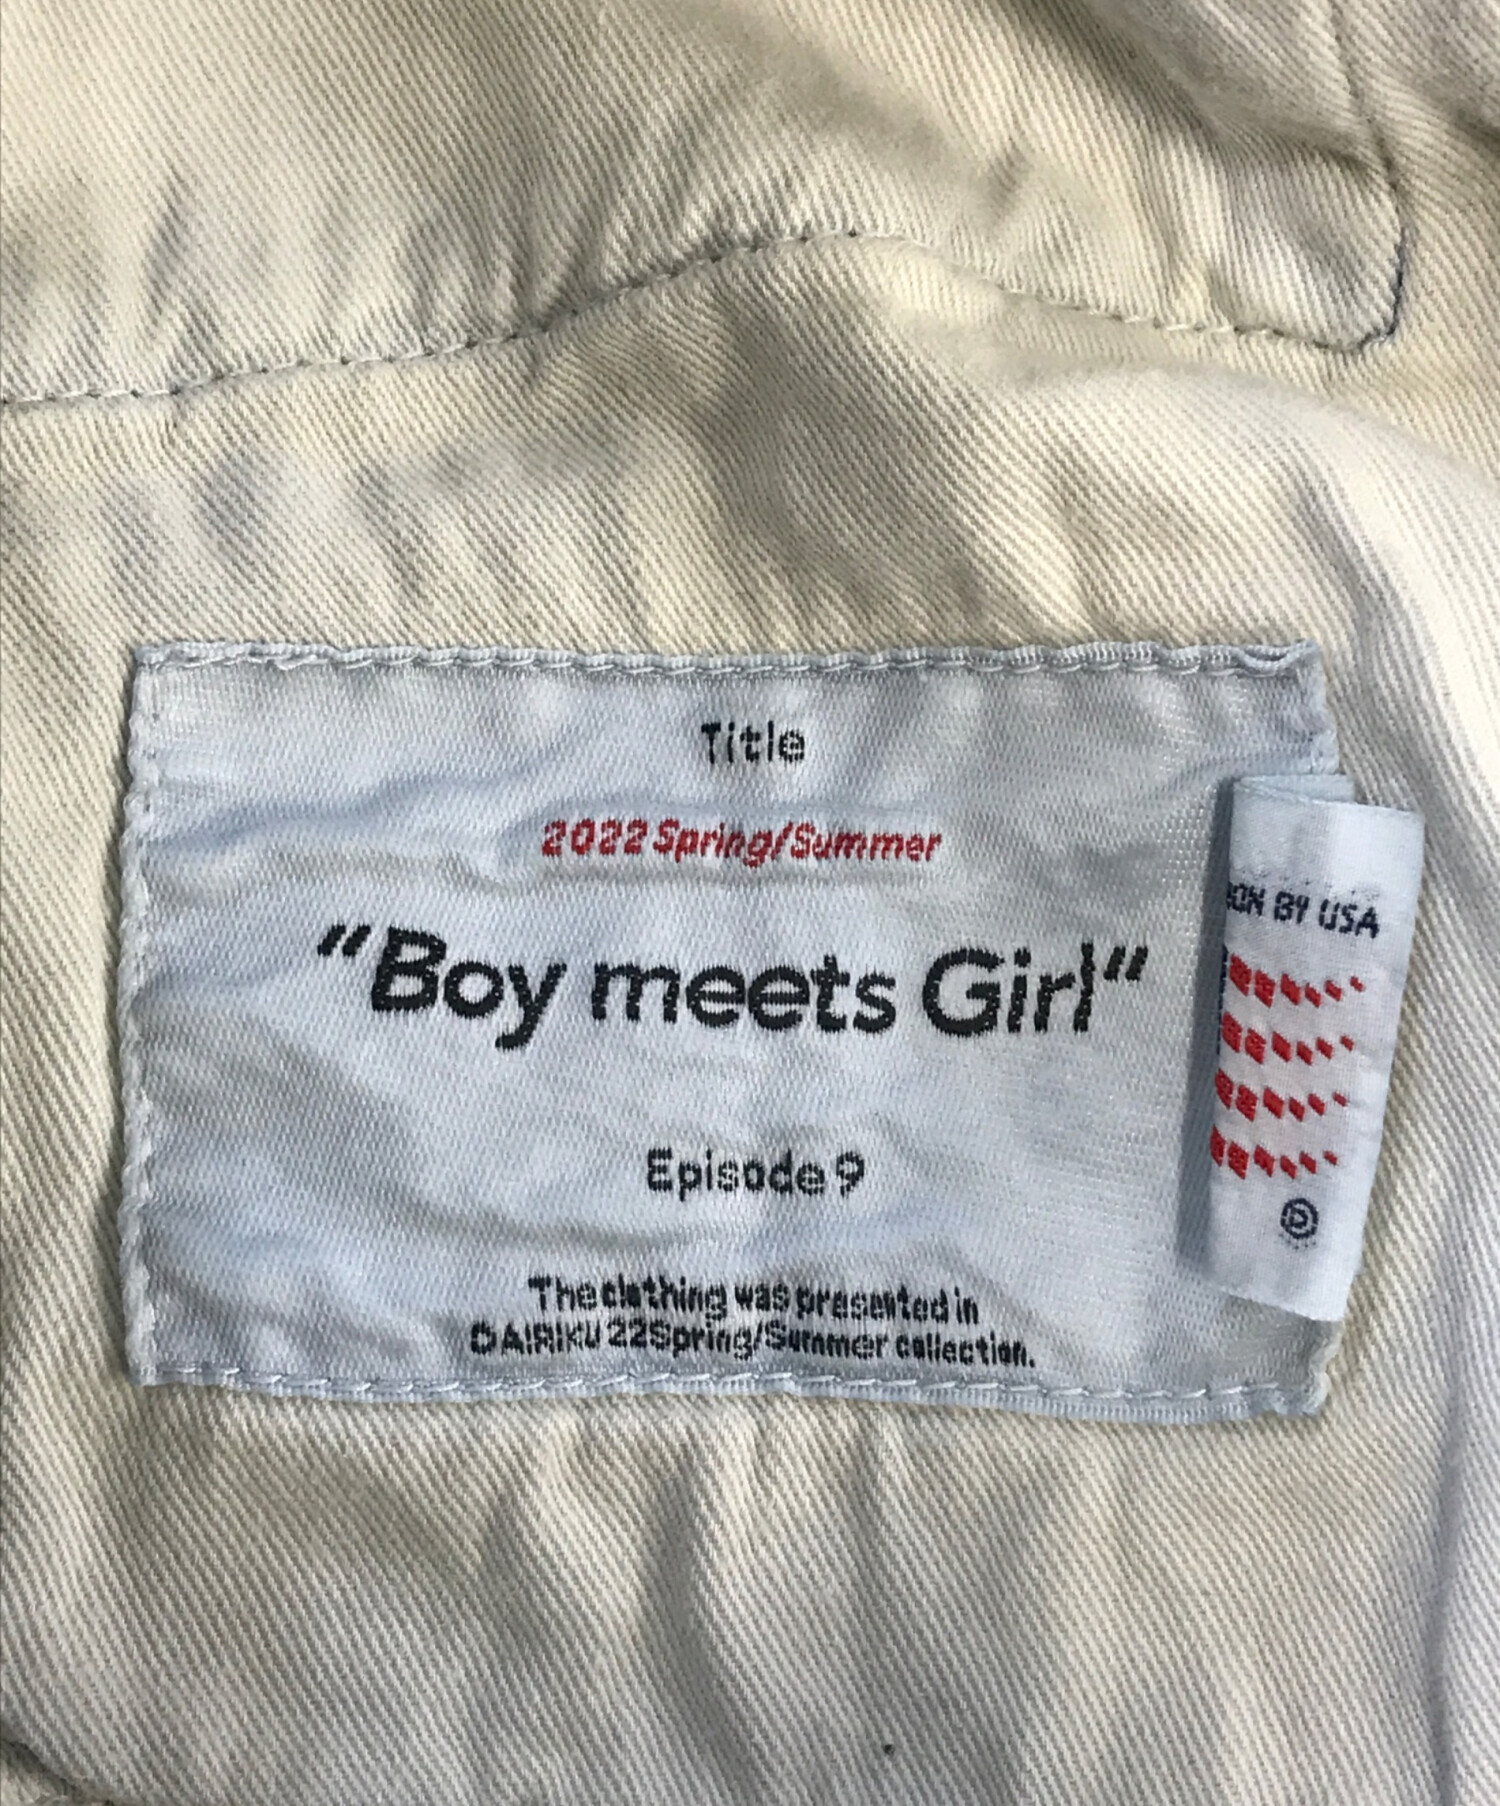 Title
2022 Spring/Summer
"Boy meets Girl"
Episode 9
The clothing was presented in
DAIRIKU 22Spring/Summer collection.
BY USA
D